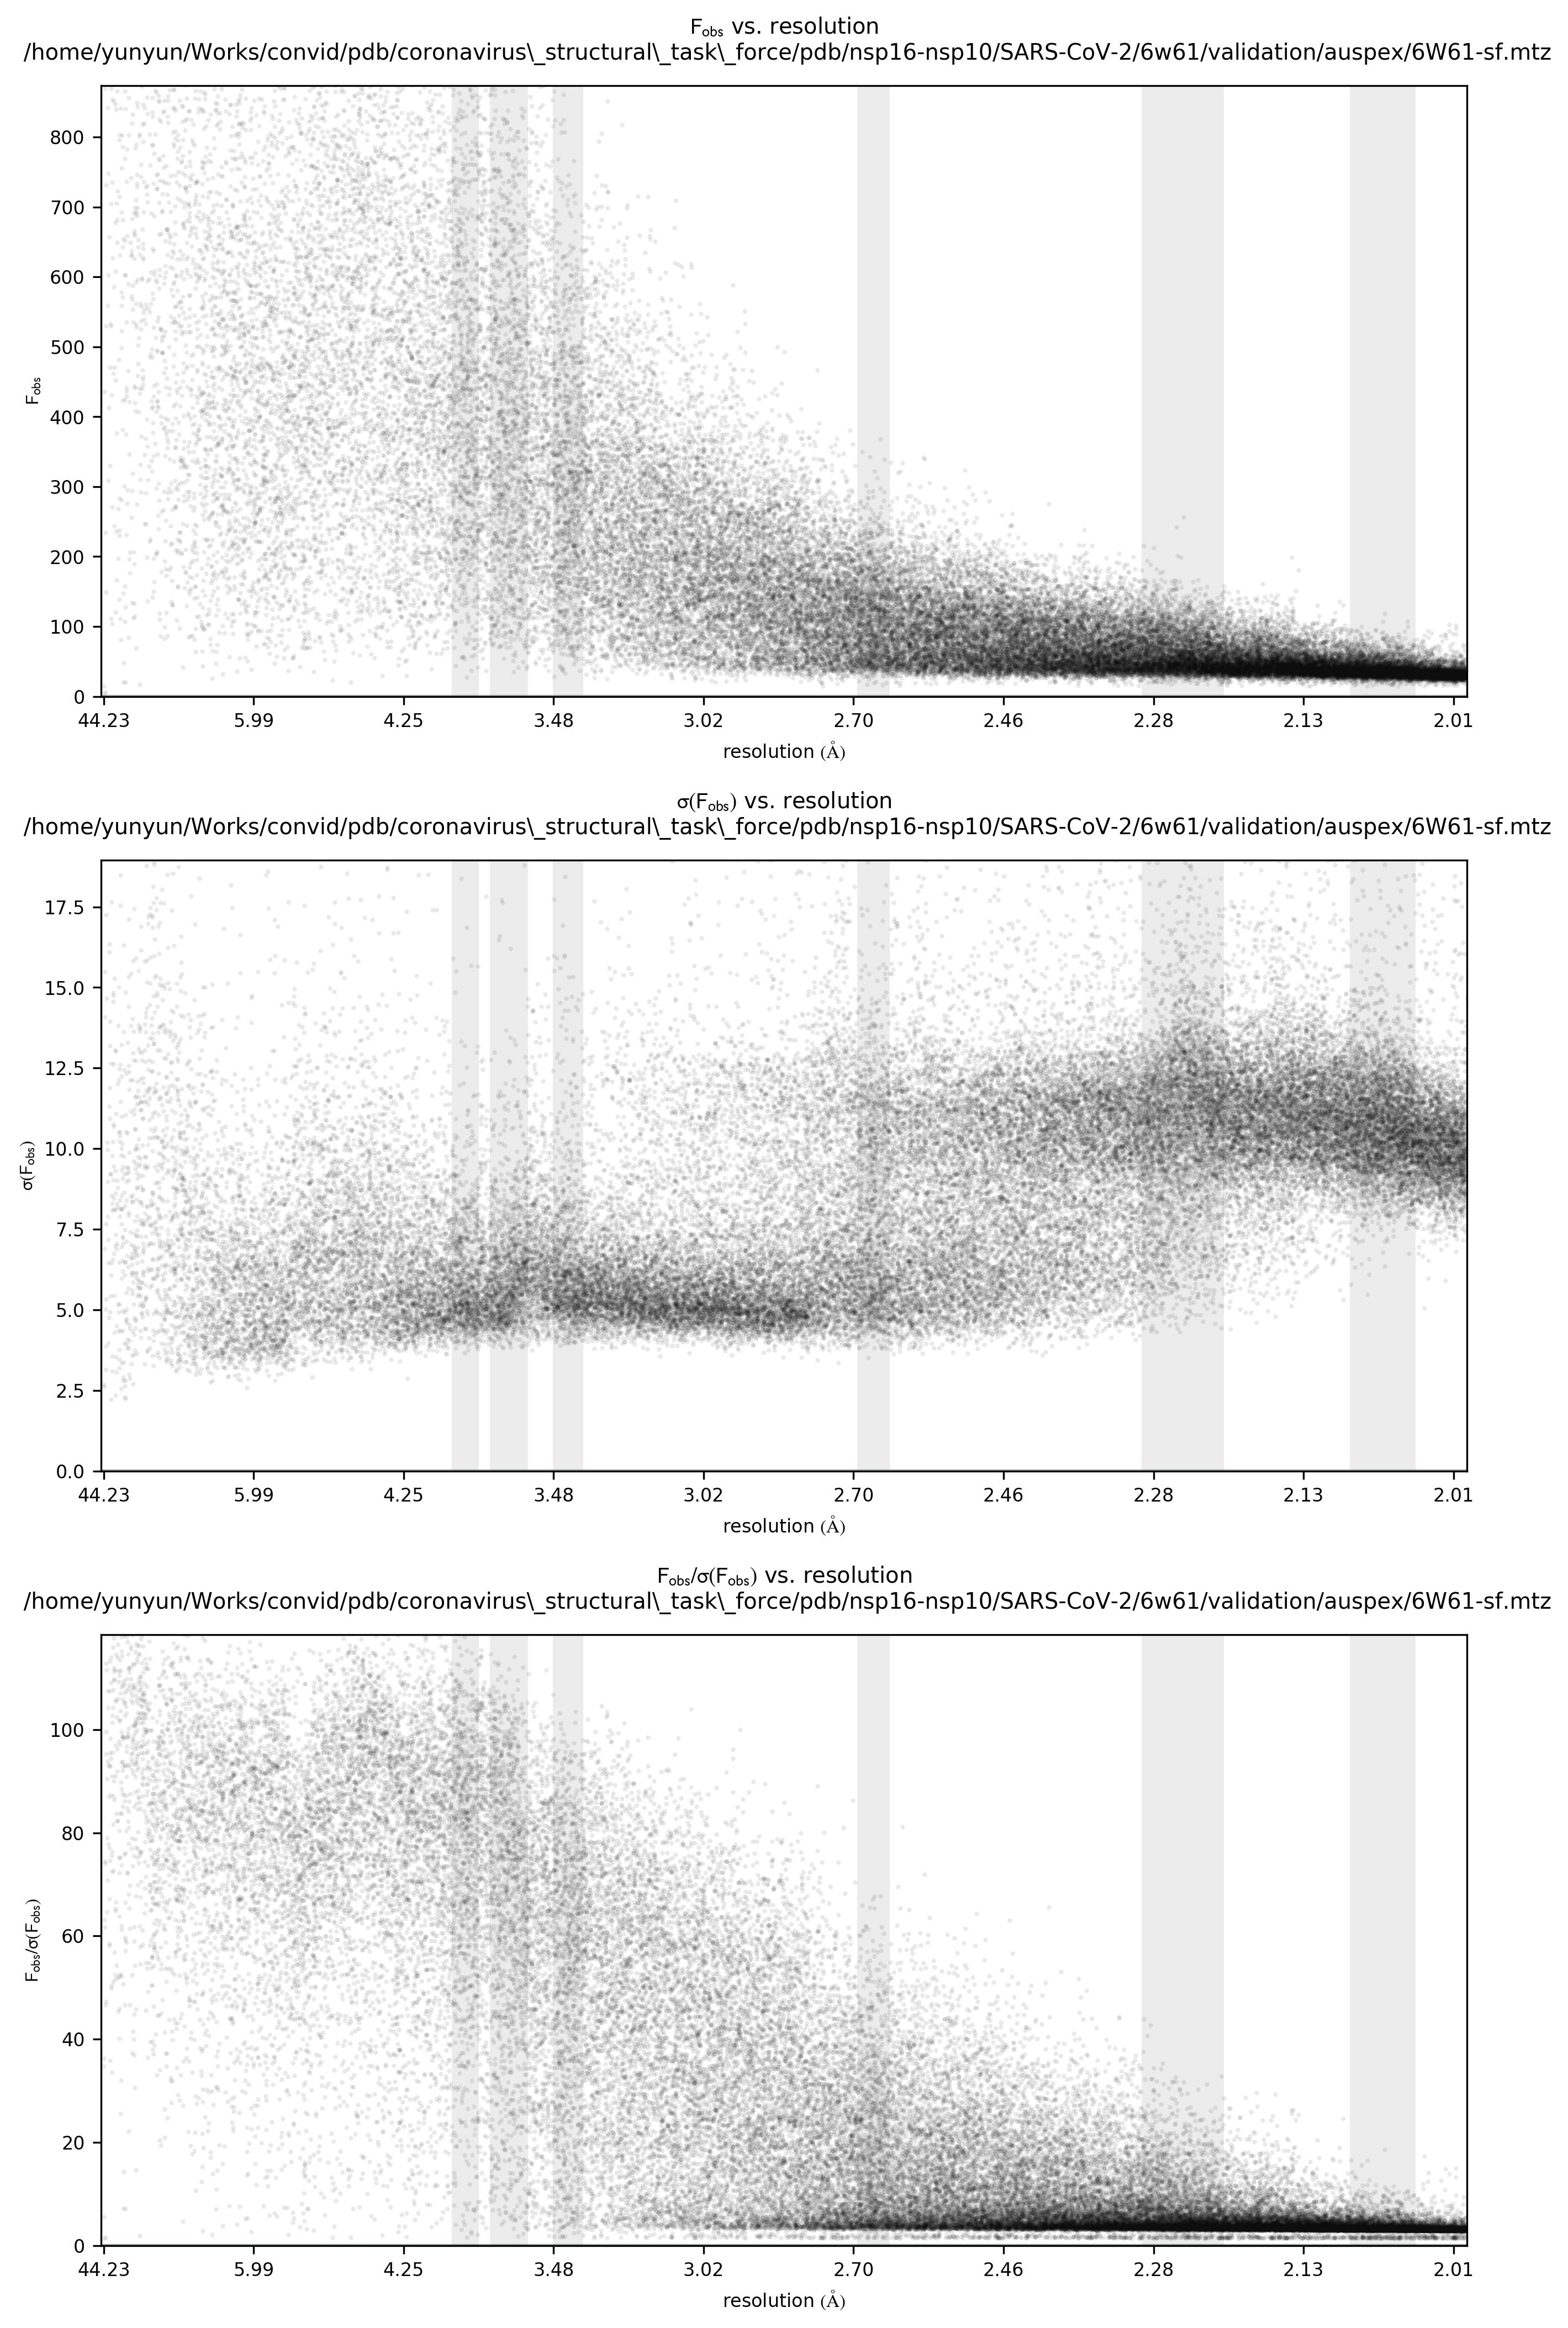 Fobs vs. resolution
/home/yunyun/Works/convid/pdb/coronavirus\_structural\_task\_force/pdb/nsp16-nsp10/SARS-CoV-2/6w61/validation/auspex/6W61-sf.mtz
800
700
600
500
400
300
200
100
0
Fobs
44.23 5.99 4.25 3.48 3.02 2.70 2.46 2.28 2.13 2.01
resolution (Å)
σ(Fobs) vs. resolution
/home/yunyun/Works/convid/pdb/coronavirus\_structural\_task\_force/pdb/nsp16-nsp10/SARS-CoV-2/6w61/validation/auspex/6W61-sf.mtz
17.5
15.0
12.5
10.0
7.5
5.0
2.5
0.0
σ(Fobs)
44.23 5.99 4.25 3.48 3.02 2.70 2.46 2.28 2.13 2.01
resolution (Å)
Fobs/σ(Fobs) vs. resolution
/home/yunyun/Works/convid/pdb/coronavirus\_structural\_task\_force/pdb/nsp16-nsp10/SARS-CoV-2/6w61/validation/auspex/6W61-sf.mtz
100
80
60
40
20
0
Fobs/σ(Fobs)
44.23 5.99 4.25 3.48 3.02 2.70 2.46 2.28 2.13 2.01
resolution (Å)